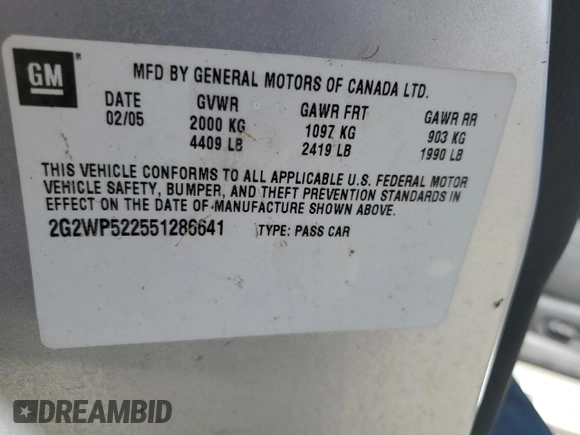 GM ®
MFD BY GENERAL MOTORS OF CANADA LTD.
DATE GVWR GAWR FRT GAWR RR
02/05 2000 KG 1097 KG 903 KG
4409 LB 2419 LB 1990 LB
THIS VEHICLE CONFORMS TO ALL APPLICABLE U.S. FEDERAL MOTOR
VEHICLE SAFETY, BUMPER, AND THEFT PREVENTION STANDARDS IN
EFFECT ON THE DATE OF MANUFACTURE SHOWN ABOVE.
2G2WP522551286641 TYPE: PASS CAR
DREAMBID